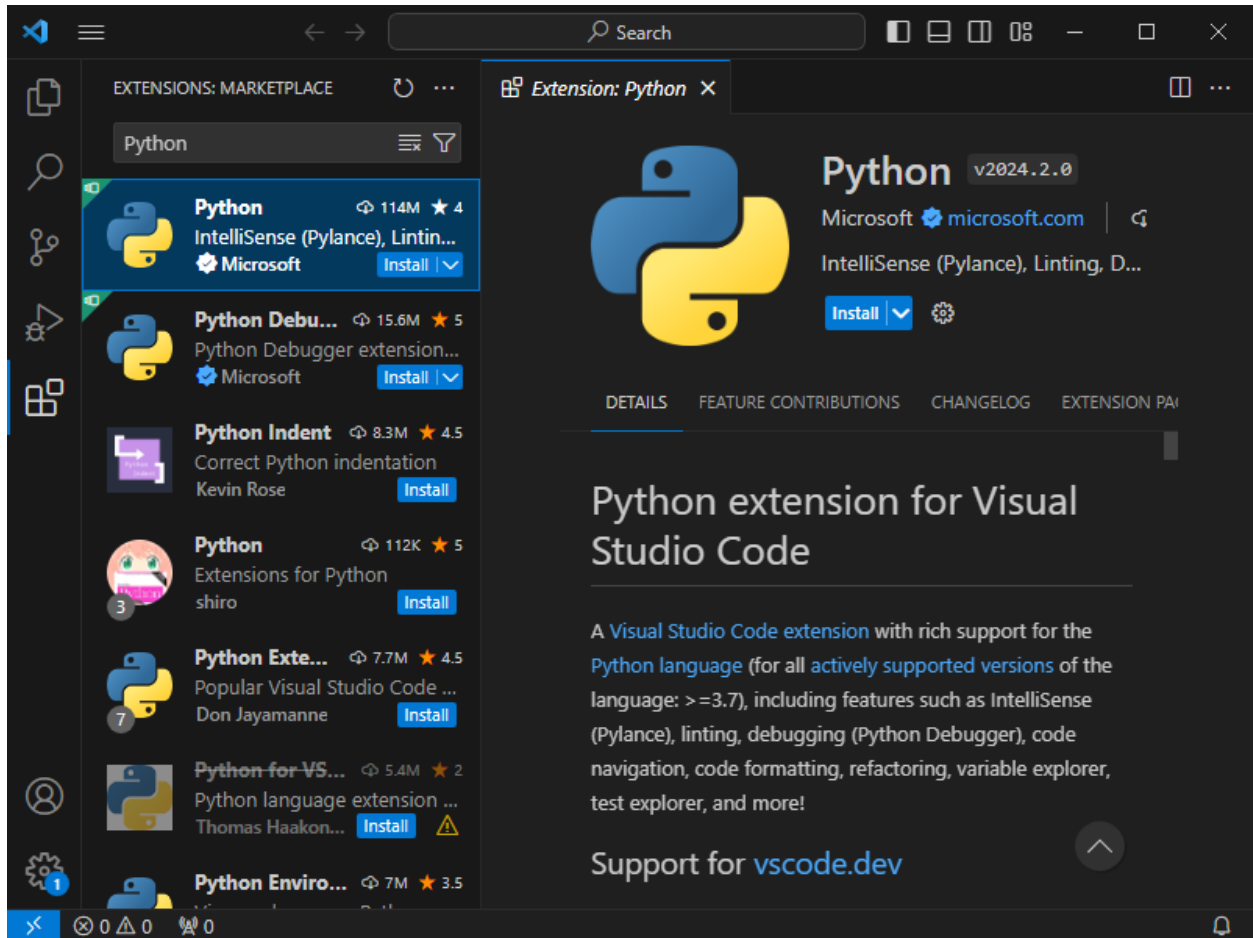 Search
EXTENSIONS: MARKETPLACE
Python
Python 114M 4
IntelliSense (Pylance), Lintin...
Microsoft Install
Python Debu... 15.6M 5
Python Debugger extension...
Microsoft Install
Python Indent 8.3M 4.5
Correct Python indentation
Kevin Rose Install
Python 112K 5
Extensions for Python
3 shiro Install
Python Exte... 7.7M 4.5
Popular Visual Studio Code ...
7 Don Jayamanne Install
Python for VS... 5.4M 2
Python language extension ...
Thomas Haakon... Install
Python Enviro... 7M 3.5
1
Extension: Python
Python v2024.2.0
Microsoft microsoft.com
IntelliSense (Pylance), Linting, D...
Install
DETAILS FEATURE CONTRIBUTIONS CHANGELOG EXTENSION PA
Python extension for Visual
Studio Code
A Visual Studio Code extension with rich support for the
Python language (for all actively supported versions of the
language: >=3.7), including features such as IntelliSense
(Pylance), linting, debugging (Python Debugger), code
navigation, code formatting, refactoring, variable explorer,
test explorer, and more!
Support for vscode.dev
0 0 0